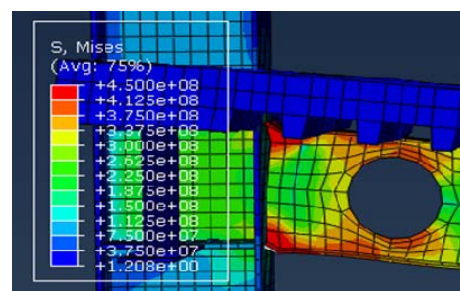 S, Mises
(Avg: 75%)
+4.500e+08
+4.125e+08
+3.750e+08
+3.375e+08
+3.000e+08
+2.625e+08
+2.250e+08
+1.875e+08
+1.500e+08
+1.125e+08
+7.500e+07
+3.750e+07
+1.208e+00